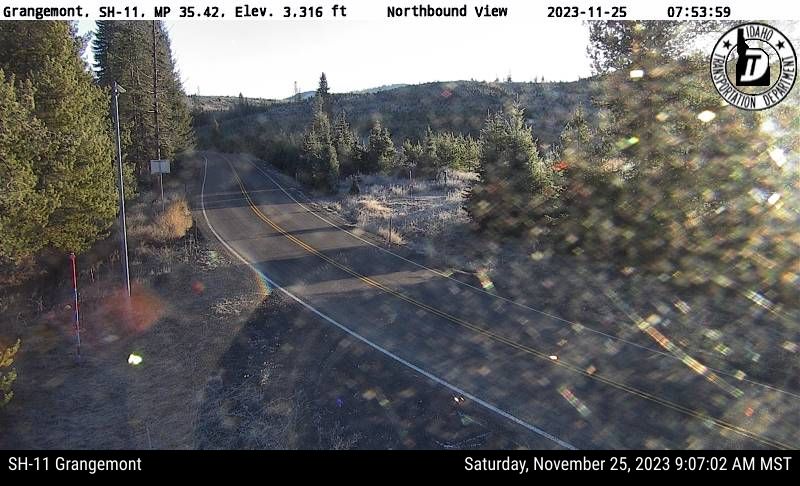 Grangemont, SH-11, MP 35.42, Elev. 3,316 ft Northbound View 2023-11-25 07:53:59
IDAHO
TRANSPORTATION DEPARTMENT
SH-11 Grangemont Saturday, November 25, 2023 9:07:02 AM MST